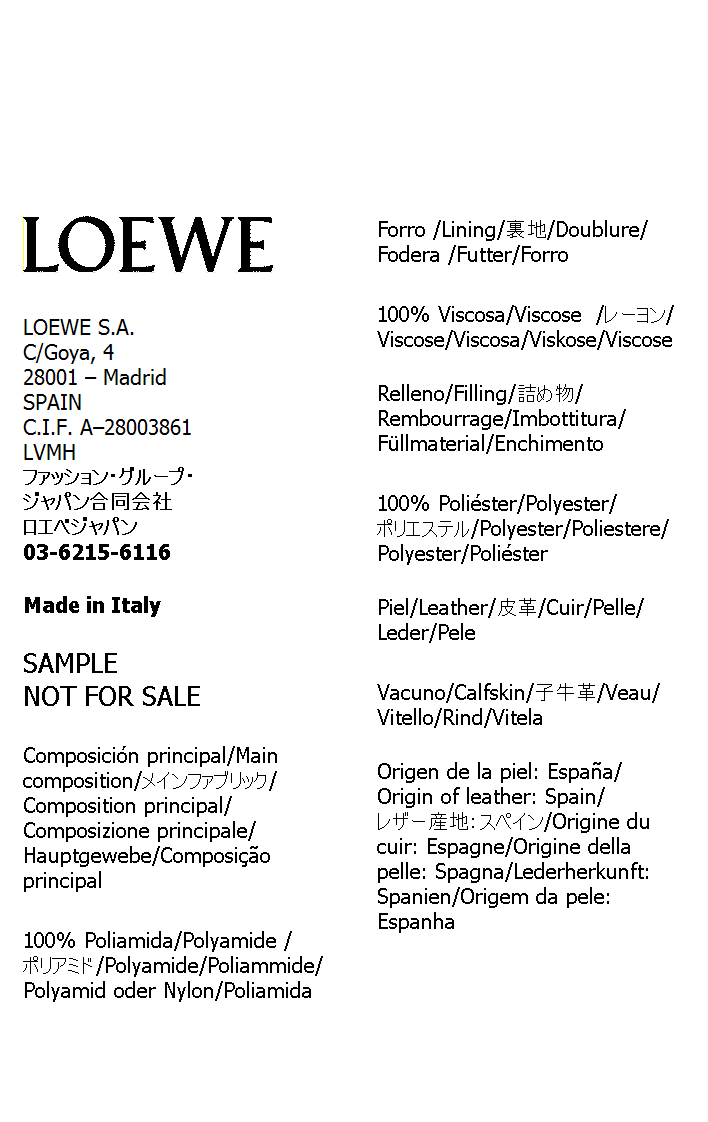 LOEWE
LOEWE S.A.
C/Goya, 4
28001 – Madrid
SPAIN
C.I.F. A–28003861
LVMH
ファッション・グループ・
ジャパン合同会社
ロエベジャパン
03-6215-6116
Made in Italy
SAMPLE
NOT FOR SALE
Composición principal/Main
composition/メインファブリック/
Composition principal/
Composizione principale/
Hauptgewebe/Composição
principal
100% Poliamida/Polyamide /
ポリアミド/Polyamide/Poliammide/
Polyamid oder Nylon/Poliamida
Forro /Lining/裏地/Doublure/
Fodera /Futter/Forro
100% Viscosa/Viscose  /レーヨン/
Viscose/Viscosa/Viskose/Viscose
Relleno/Filling/詰め物/
Rembourrage/Imbottitura/
Füllmaterial/Enchimento
100% Poliéster/Polyester/
ポリエステル/Polyester/Poliestere/
Polyester/Poliéster
Piel/Leather/皮革/Cuir/Pelle/
Leder/Pele
Vacuno/Calfskin/子牛革/Veau/
Vitello/Rind/Vitela
Origen de la piel: España/
Origin of leather: Spain/
レザー産地：スペイン/Origine du
cuir: Espagne/Origine della
pelle: Spagna/Lederherkunft:
Spanien/Origem da pele:
Espanha